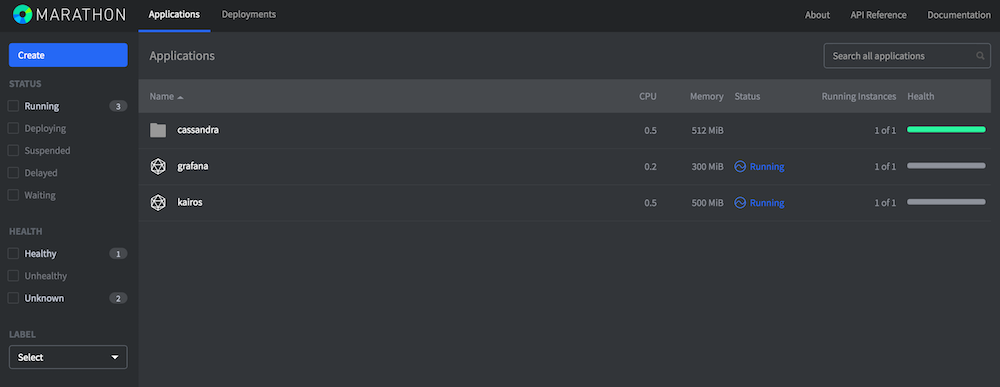 MARATHON Applications Deployments About API Reference Documentation
Create
STATUS
Running 3
Deploying
Suspended
Delayed
Waiting
HEALTH
Healthy 1
Unhealthy
Unknown 2
LABEL
Select
Applications Search all applications
Name CPU Memory Status Running Instances Health
cassandra 0.5 512 MiB 1 of 1
grafana 0.2 300 MiB Running 1 of 1
kairos 0.5 500 MiB Running 1 of 1